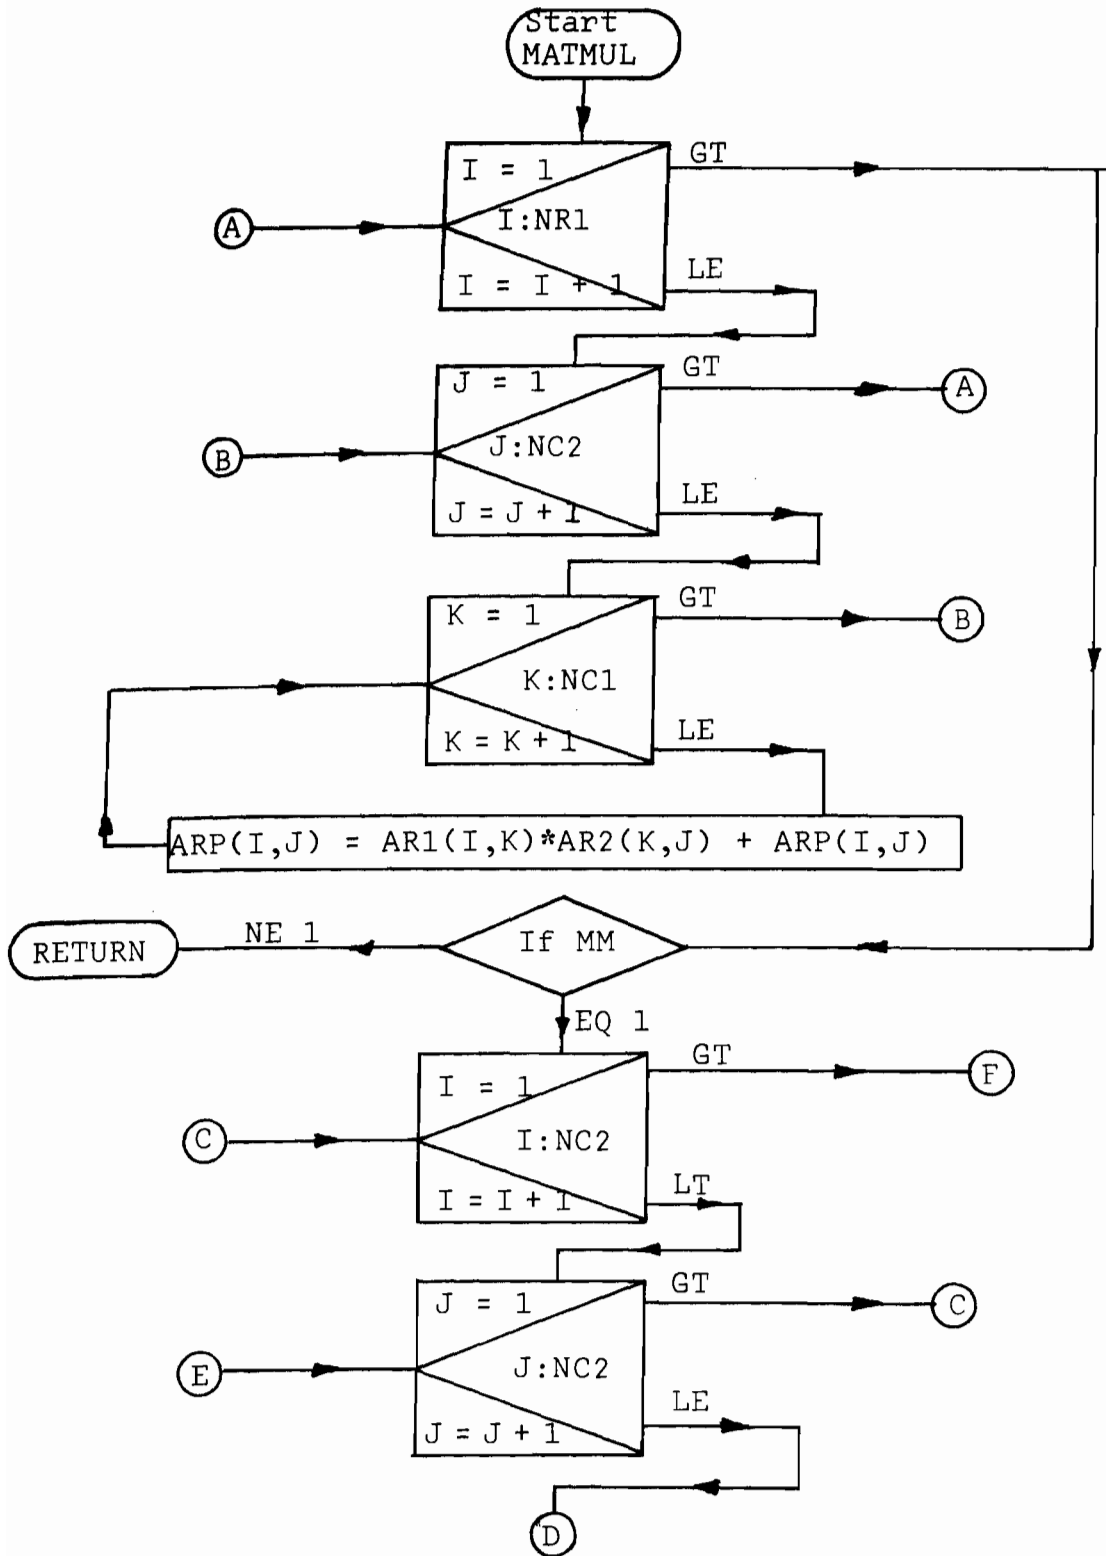 Start
MATMUL
I = 1
GT
I:NR1
A
I = I + 1
LE
J = 1
GT
A
J:NC2
B
J = J + 1
LE
K = 1
GT
B
K:NC1
K = K + 1
LE
ARP(I,J) = AR1(I,K)*AR2(K,J) + ARP(I,J)
RETURN
NE 1
If MM
EQ 1
I = 1
GT
F
I:NC2
C
I = I + 1
LT
J = 1
GT
C
J:NC2
E
J = J + 1
LE
D